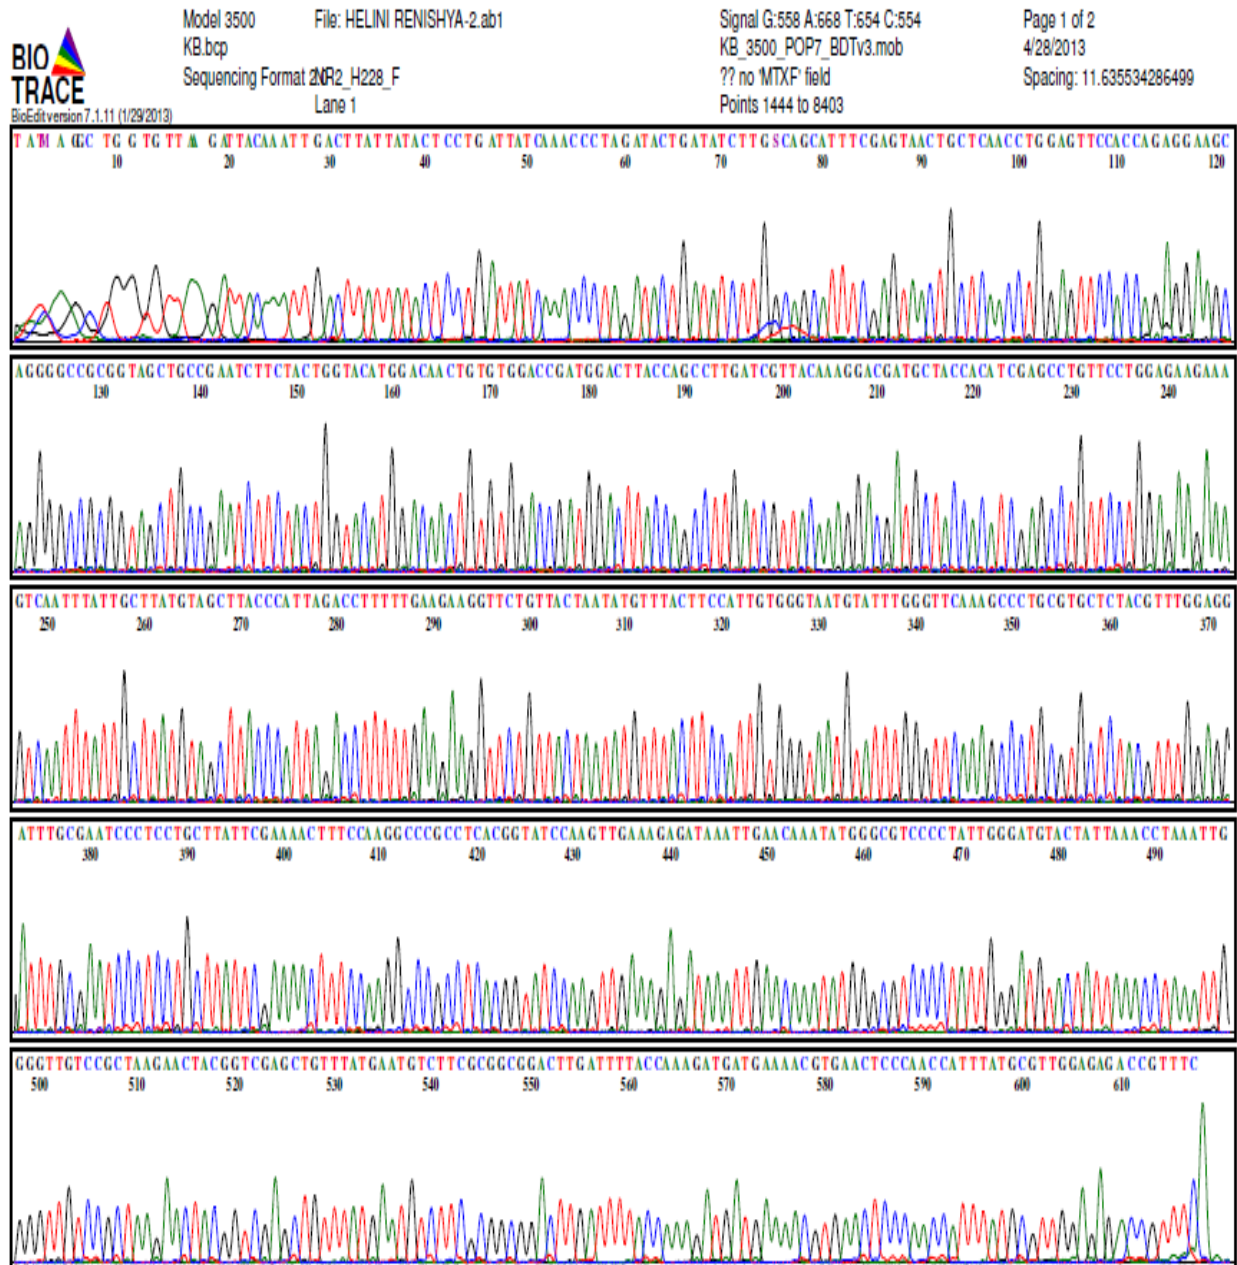 BIO
TRACE
BioEdit version 7.1.11 (1/29/2013)
Model 3500 File: HELINI RENISHYA-2.ab1 Signal G:558 A:668 T:654 C:554 Page 1 of 2
KB.bcp KB_3500_POP7_BDTv3.mob 4/28/2013
Sequencing Format 2 NR2_H228_F ?? no 'MTXF' field Spacing: 11.635534286499
Lane 1 Points 1444 to 8403
GATTACAAATTGACTTATTATACTCCTGATTATCAAACCCTAGATACTGATATCTTGSCAGCATTTCGAGTAACTGCTCAACCTGGAGTTCCACCAGAGGAAGC
10 20 30 40 50 60 70 80 90 100 110 120
AGGGGCCGCGGTAGCTGCCGAATCTTCTACTGGTACATGGACAACTGTGTGGACCGATGGACTTACCAGCCTTGATCGTTACAAAGGACGATGCTACCACATCGAGCCTGTTCCTGGAGAAGAAA
130 140 150 160 170 180 190 200 210 220 230 240
GTCAATTTATTGCTTATGTAGCTTACCCATTAGACCTTTTTGAAGAAGGTTCTGTTACTAATATGTTTACTTCCATTGTGGGTAATGTATTTGGGTTCAAAGCCCTGCGTGCTCTACGTTTGGAGG
250 260 270 280 290 300 310 320 330 340 350 360 370
ATTTGCGAATCCCTCCTGCTTATTCGAAAACTTTCCAAGGCCCGCCTCACGGTATCCAAGTTGAAAGAGATAAATTGAACAAATATGGGCGTCCCCTATTGGGATGTACTATTAAACCTAAATTG
380 390 400 410 420 430 440 450 460 470 480 490
GGGTTGTCCGCTAAGAACTACGGTCGAGCTGTTTATGAATGTCTTCGCGGCGGACTTGATTTTACCAAAGATGATGAAAACGTGAACTCCCAACCATTTATGCGTTGGAGAGACCGTTTC
500 510 520 530 540 550 560 570 580 590 600 610